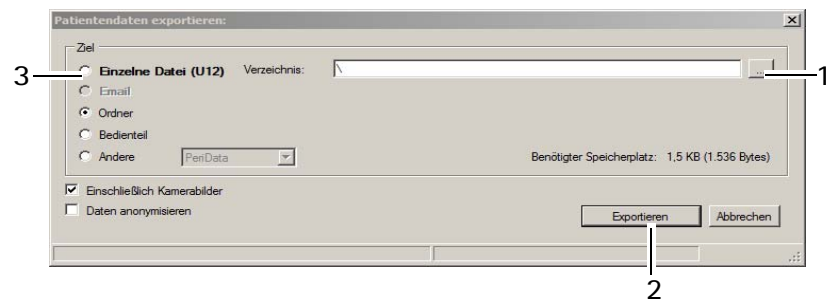 Patientendaten exportieren:
Ziel
3
Einzelne Datei (U12) Verzeichnis: \ ... 1
Email
Ordner
Bedienteil
Andere PeriData Benötigter Speicherplatz: 1,5 KB (1.536 Bytes)
Einschließlich Kamerabilder
Daten anonymisieren
Exportieren Abbrechen
2